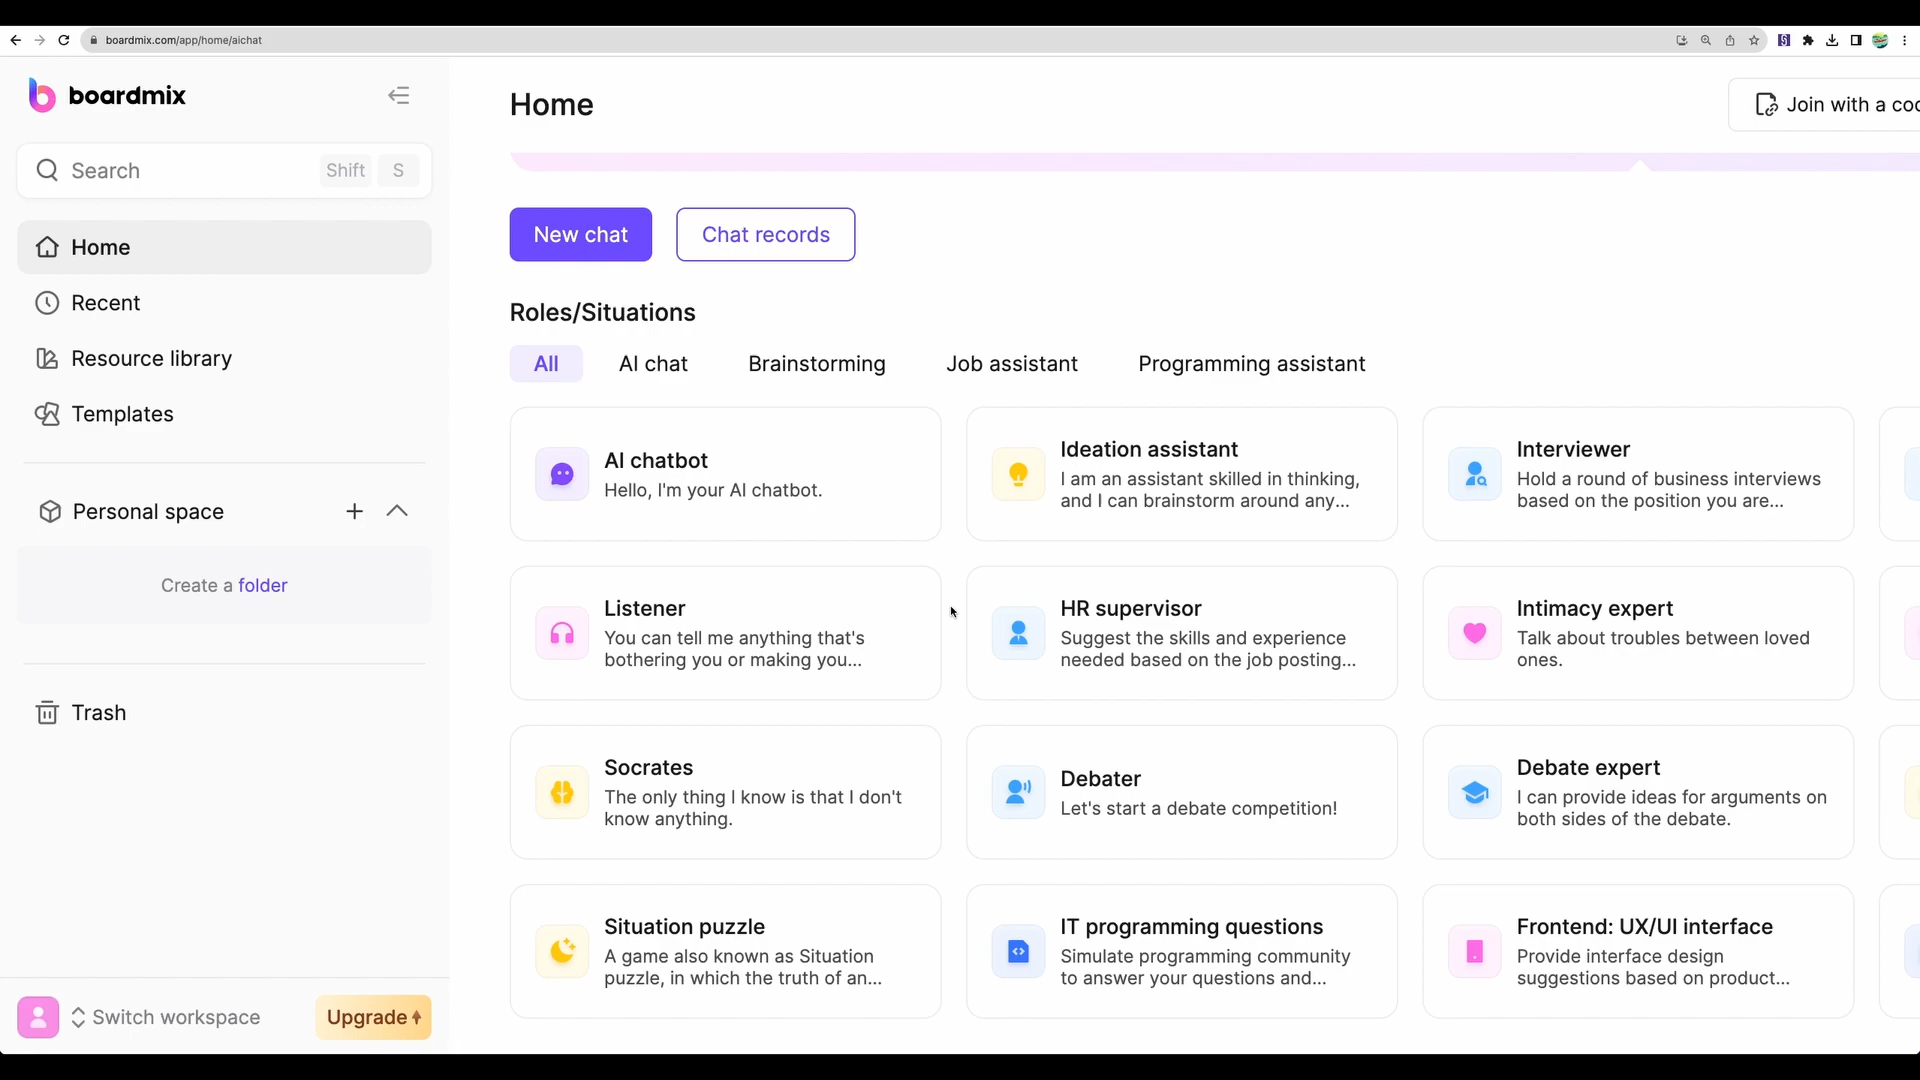 boardmix.com/app/home/aichat
boardmix
Search
Shift
S
Home
Recent
Resource library
Templates
Personal space
Create a folder
Trash
Switch workspace
Upgrade
Home
Join with a
New chat
Chat records
Roles/Situations
All
AI chat
Brainstorming
Job assistant
Programming assistant
AI chatbot
Hello, I'm your AI chatbot.
Ideation assistant
I am an assistant skilled in thinking,
and I can brainstorm around any...
Interviewer
Hold a round of business interviews
based on the position you are...
Listener
You can tell me anything that's
bothering you or making you...
HR supervisor
Suggest the skills and experience
needed based on the job posting...
Intimacy expert
Talk about troubles between loved
ones.
Socrates
The only thing I know is that I don't
know anything.
Debater
Let's start a debate competition!
Debate expert
I can provide ideas for arguments on
both sides of the debate.
Situation puzzle
A game also known as Situation
puzzle, in which the truth of an...
IT programming questions
Simulate programming community
to answer your questions and...
Frontend: UX/UI interface
Provide interface design
suggestions based on product...